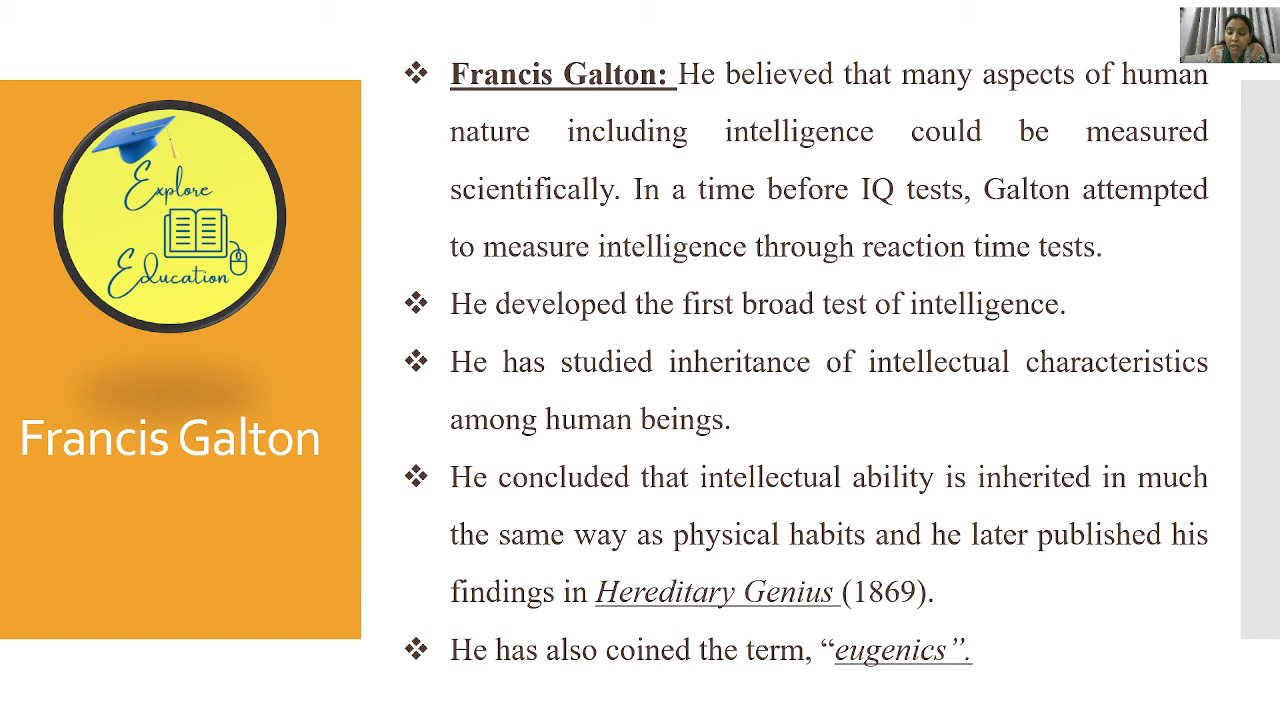 Explore
Education
Francis Galton
❖ Francis Galton: He believed that many aspects of human
nature including intelligence could be measured
scientifically. In a time before IQ tests, Galton attempted
to measure intelligence through reaction time tests.
❖ He developed the first broad test of intelligence.
❖ He has studied inheritance of intellectual characteristics
among human beings.
❖ He concluded that intellectual ability is inherited in much
the same way as physical habits and he later published his
findings in Hereditary Genius (1869).
❖ He has also coined the term, “eugenics”.